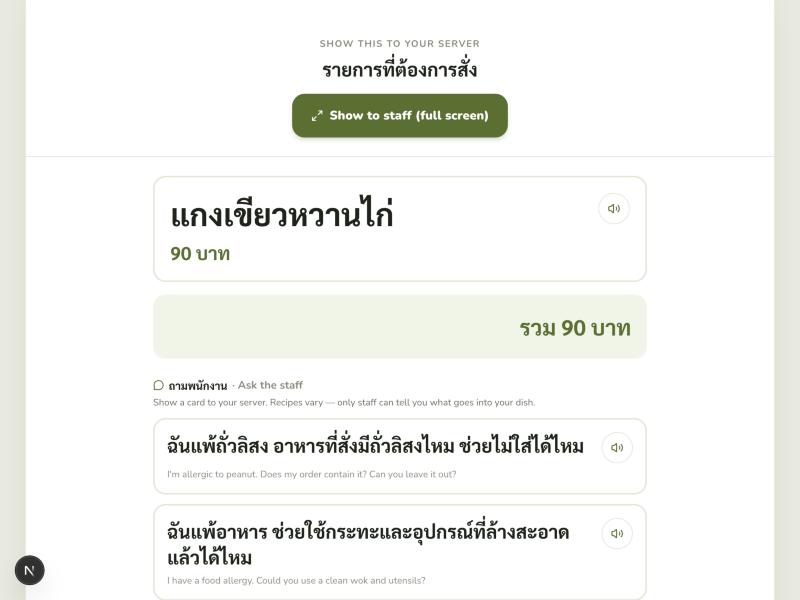 SHOW THIS TO YOUR SERVER
รายการที่ต้องการสั่ง
Show to staff (full screen)
แกงเขียวหวานไก่
90 บาท
รวม 90 บาท
ถามพนักงาน · Ask the staff
Show a card to your server. Recipes vary — only staff can tell you what goes into your dish.
ฉันแพ้ถั่วลิสง อาหารที่สั่งมีถั่วลิสงไหม ช่วยไม่ใส่ได้ไหม
I'm allergic to peanut. Does my order contain it? Can you leave it out?
ฉันแพ้อาหาร ช่วยใช้กระทะและอุปกรณ์ที่ล้างสะอาด
แล้วได้ไหม
I have a food allergy. Could you use a clean wok and utensils?
N